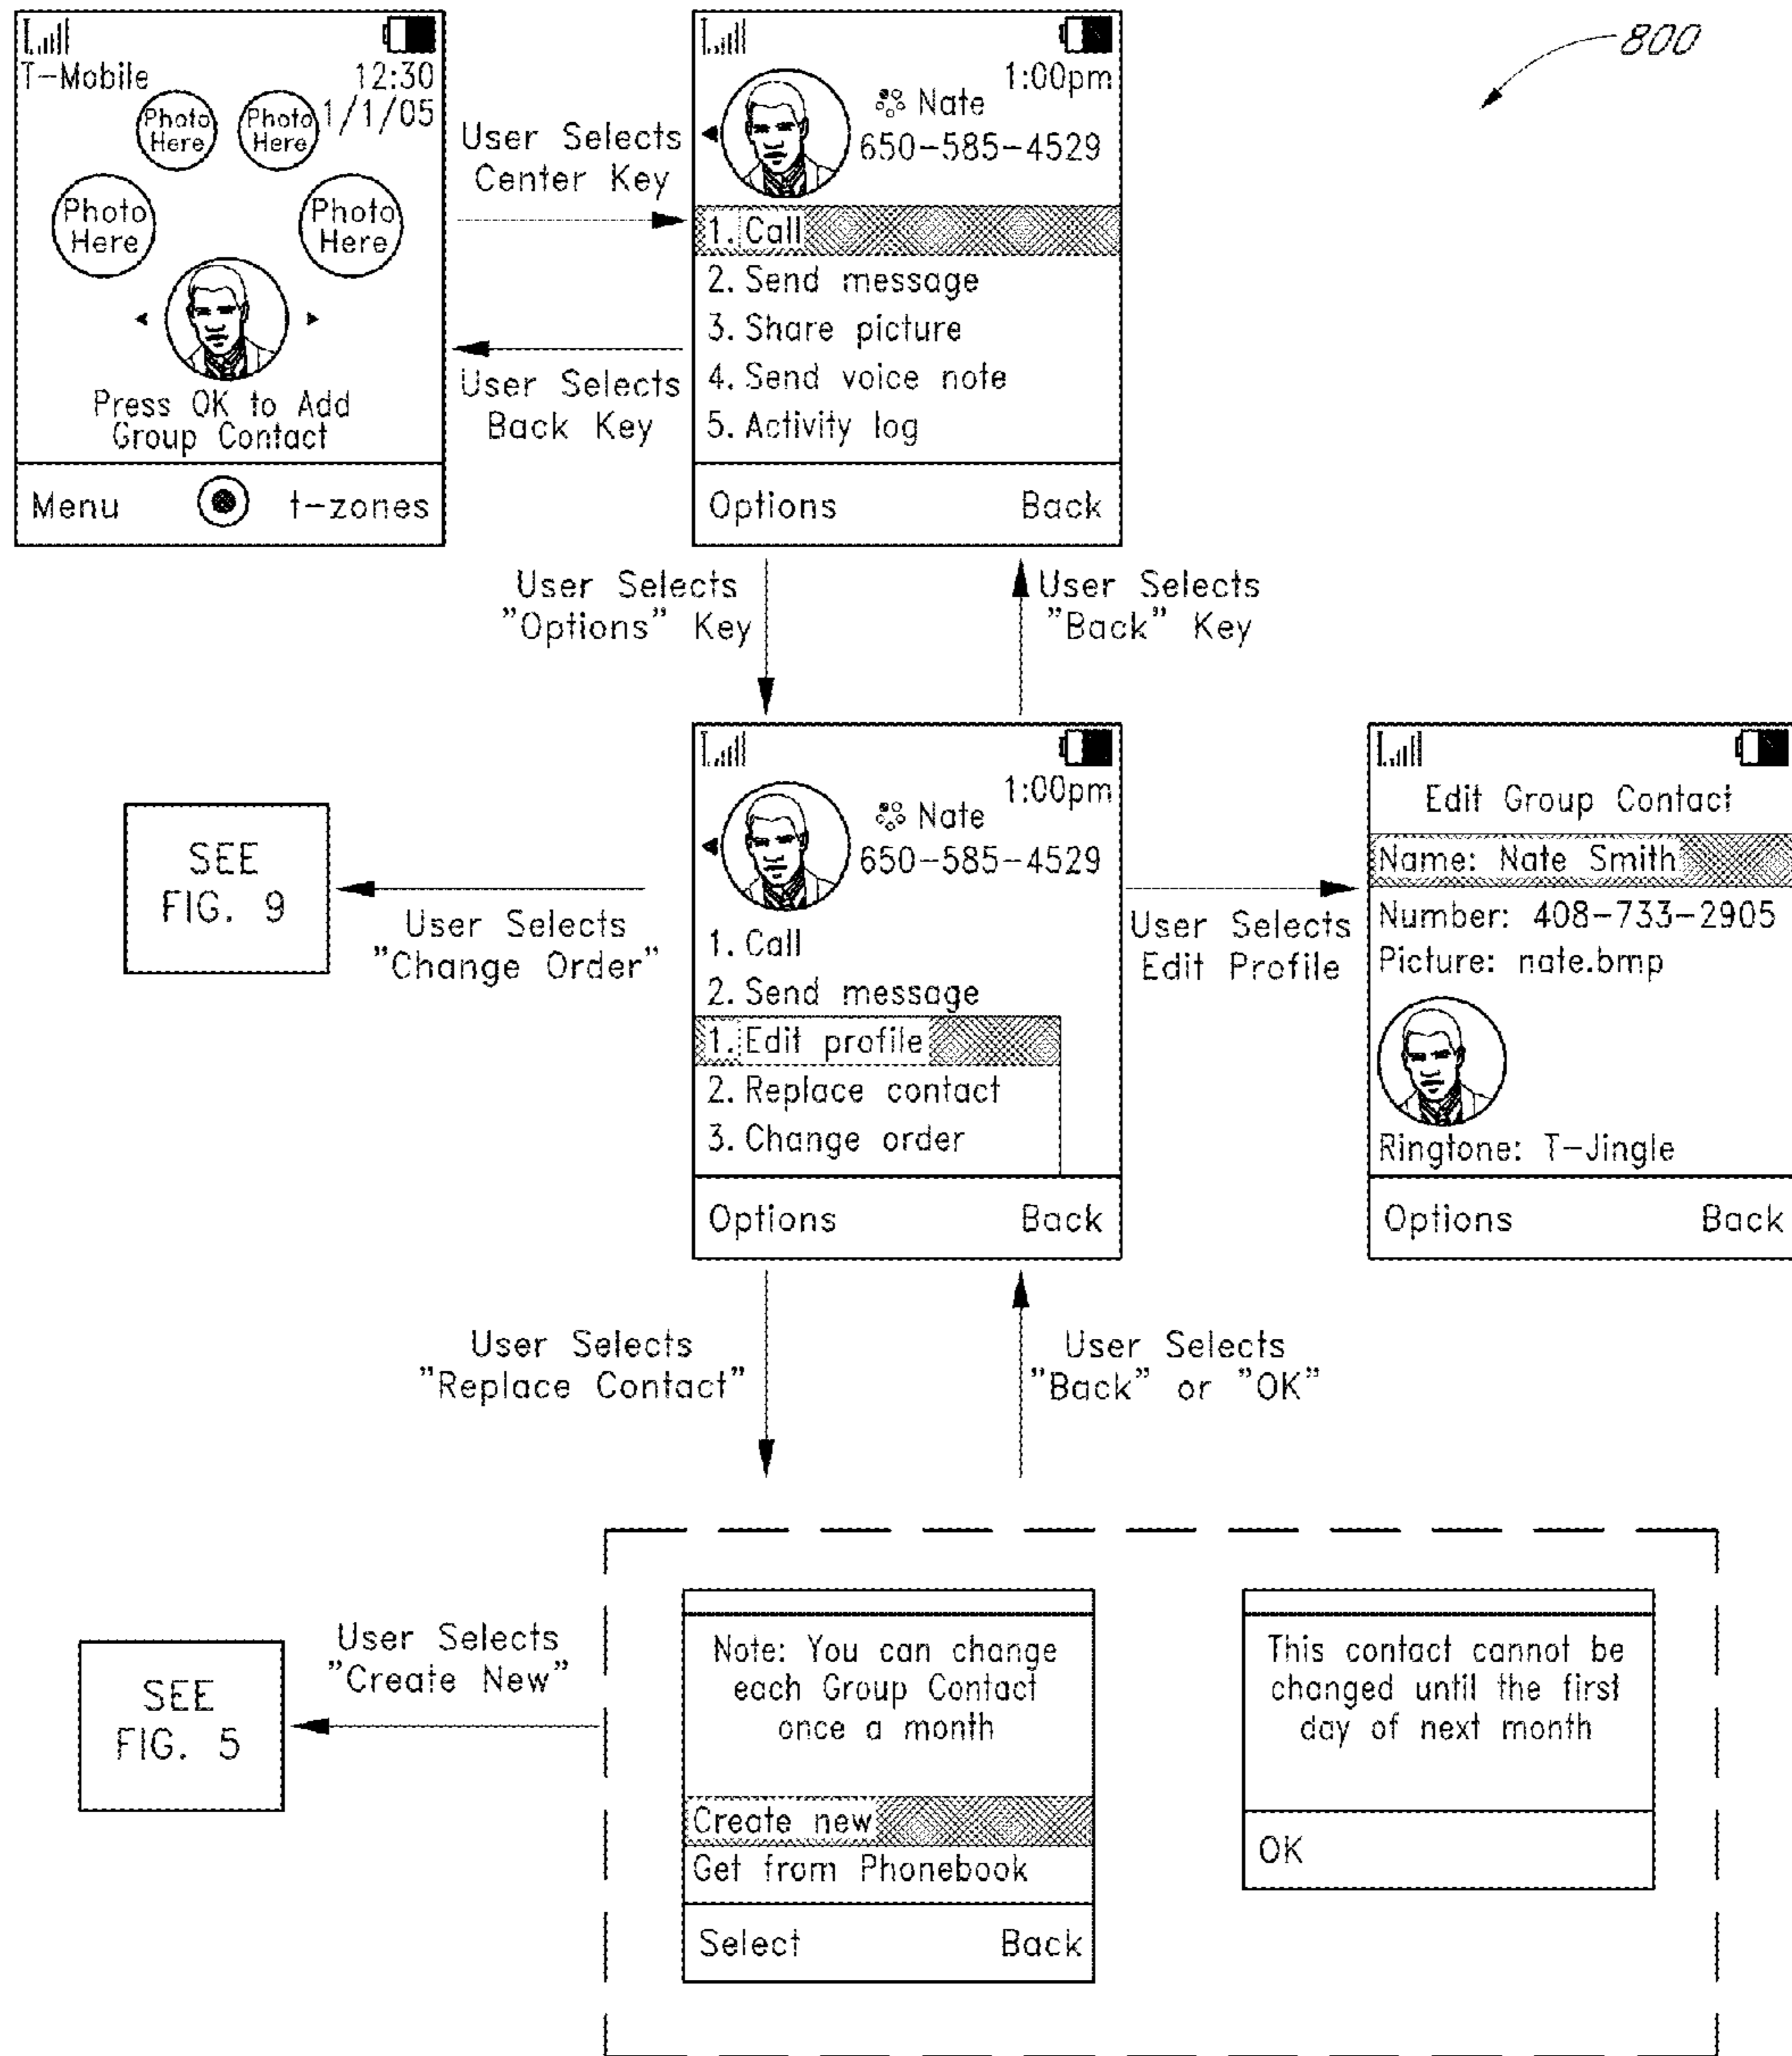 800
T-Mobile
12:30
1/1/05
Photo
Here
Photo
Here
Photo
Here
Photo
Here
Press OK to Add
Group Contact
Menu
t-zones
User Selects
Center Key
User Selects
Back Key
1:00pm
Nate
650-585-4529
1. Call
2. Send message
3. Share picture
4. Send voice note
5. Activity log
Options
Back
User Selects
"Options" Key
User Selects
"Back" Key
SEE
FIG. 9
User Selects
"Change Order"
1:00pm
Nate
650-585-4529
1. Call
2. Send message
1. Edit profile
2. Replace contact
3. Change order
Options
Back
User Selects
Edit Profile
Edit Group Contact
Name: Nate Smith
Number: 408-733-2905
Picture: nate.bmp
Ringtone: T-Jingle
Options
Back
User Selects
"Replace Contact"
User Selects
"Back" or "OK"
SEE
FIG. 5
User Selects
"Create New"
Note: You can change
each Group Contact
once a month
Create new
Get from Phonebook
Select
Back
This contact cannot be
changed until the first
day of next month
OK